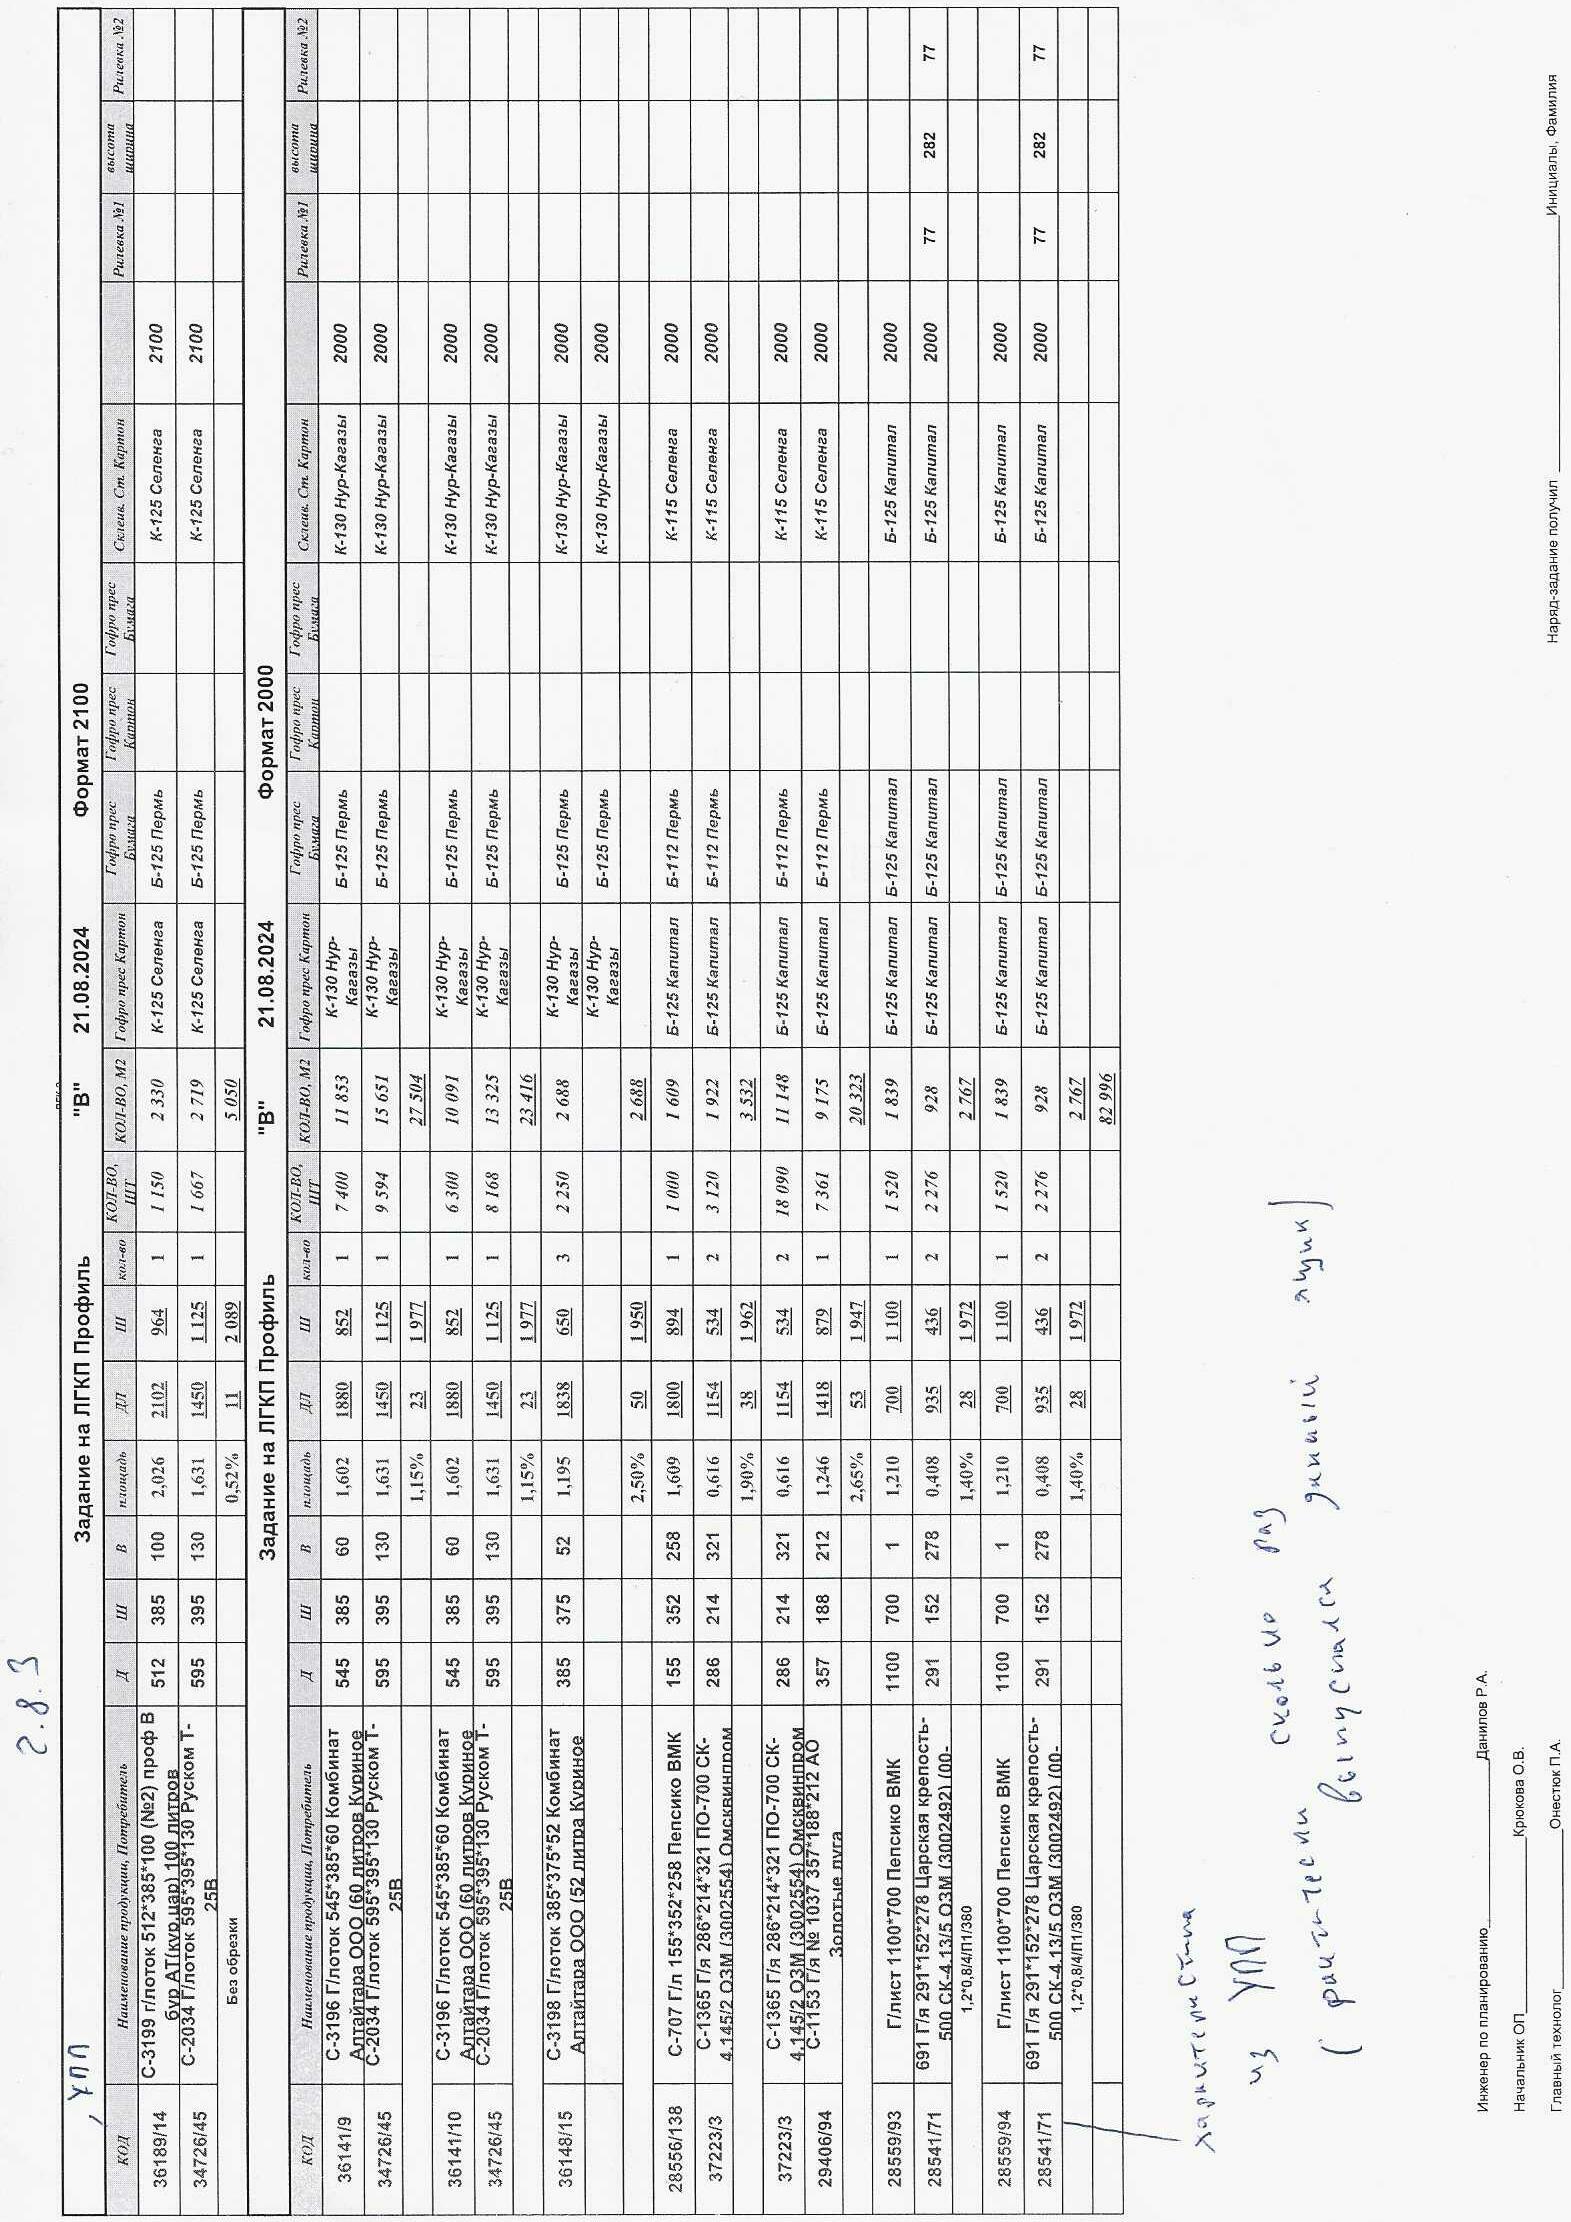 2.8.3
, УПП
Задание на ЛГКП Профиль "В" 21.08.2024 Формат 2100
КОД Наименование продукции, Потребитель Д Ш В площадь ДЛ Ш кол-во КОЛ-ВО, ШТ КОЛ-ВО, М2 Гофро прес Картон Гофро прес Бумага Гофро прес Картон Гофро прес Бумага Склеив. Ст. Картон Рилевка №1 высота ширина Рилевка №2
36189/14 С-3199 г/лоток 512*385*100 (№2) проф В бур АТ(кур.цар) 100 литров 512 385 100 2,026 2102 964 1 1 150 2 330 К-125 Селенга Б-125 Пермь К-125 Селенга 2100
34726/45 С-2034 Г/лоток 595*395*130 Руском Т-25В 595 395 130 1,631 1450 1 125 1 1 667 2 719 К-125 Селенга Б-125 Пермь К-125 Селенга 2100
Без обрезки 0,52% 11 2 089 5 050
Задание на ЛГКП Профиль "В" 21.08.2024 Формат 2000
КОД Наименование продукции, Потребитель Д Ш В площадь ДЛ Ш кол-во КОЛ-ВО, ШТ КОЛ-ВО, М2 Гофро прес Картон Гофро прес Бумага Гофро прес Картон Гофро прес Бумага Склеив. Ст. Картон Рилевка №1 высота ширина Рилевка №2
36141/9 С-3196 Г/лоток 545*385*60 Комбинат Алтайтара ООО (60 литров Куриное 545 385 60 1,602 1880 852 1 7 400 11 853 К-130 Нур-Кагазы Б-125 Пермь К-130 Нур-Кагазы 2000
34726/45 С-2034 Г/лоток 595*395*130 Руском Т-25В 595 395 130 1,631 1450 1 125 1 9 594 15 651 К-130 Нур-Кагазы Б-125 Пермь К-130 Нур-Кагазы 2000
1,15% 23 1 977 27 504
36141/10 С-3196 Г/лоток 545*385*60 Комбинат Алтайтара ООО (60 литров Куриное 545 385 60 1,602 1880 852 1 6 300 10 091 К-130 Нур-Кагазы Б-125 Пермь К-130 Нур-Кагазы 2000
34726/45 С-2034 Г/лоток 595*395*130 Руском Т-25В 595 395 130 1,631 1450 1 125 1 8 168 13 325 К-130 Нур-Кагазы Б-125 Пермь К-130 Нур-Кагазы 2000
1,15% 23 1 977 23 416
36148/15 С-3198 Г/лоток 385*375*52 Комбинат Алтайтара ООО (52 литра Куриное 385 375 52 1,195 1838 650 3 2 250 2 688 К-130 Нур-Кагазы Б-125 Пермь К-130 Нур-Кагазы 2000
К-130 Нур-Кагазы Б-125 Пермь К-130 Нур-Кагазы 2000
2,50% 50 1 950 2 688
28556/138 С-707 Г/л 155*352*258 Пепсико ВМК 155 352 258 1,609 1800 894 1 1 000 1 609 Б-125 Капитал Б-112 Пермь К-115 Селенга 2000
37223/3 С-1365 Г/я 286*214*321 ПО-700 СК-4.145/2 ОЗМ (3002554) Омсквинпром 286 214 321 0,616 1154 534 2 3 120 1 922 Б-125 Капитал Б-112 Пермь К-115 Селенга 2000
1,90% 38 1 962 3 532
37223/3 С-1365 Г/я 286*214*321 ПО-700 СК-4.145/2 ОЗМ (3002554) Омсквинпром 286 214 321 0,616 1154 534 2 18 090 11 148 Б-125 Капитал Б-112 Пермь К-115 Селенга 2000
29406/94 С-1153 Г/я № 1037 357*188*212 АО Золотые луга 357 188 212 1,246 1418 879 1 7 361 9 175 Б-125 Капитал Б-112 Пермь К-115 Селенга 2000
2,65% 53 1 947 20 323
28559/93 Г/лист 1100*700 Пепсико ВМК 1100 700 1 1,210 700 1 100 1 1 520 1 839 Б-125 Капитал Б-125 Капитал Б-125 Капитал 2000
28541/71 691 Г/я 291*152*278 Царская крепость-500 СК-4.13/5 ОЗМ (3002492) (00- 291 152 278 0,408 935 436 2 2 276 928 Б-125 Капитал Б-125 Капитал Б-125 Капитал 2000 77 282 77
1,2*0,8/4/П1/380 1,40% 28 1 972 2 767
28559/94 Г/лист 1100*700 Пепсико ВМК 1100 700 1 1,210 700 1 100 1 1 520 1 839 Б-125 Капитал Б-125 Капитал Б-125 Капитал 2000
28541/71 691 Г/я 291*152*278 Царская крепость-500 СК-4.13/5 ОЗМ (3002492) (00- 291 152 278 0,408 935 436 2 2 276 928 Б-125 Капитал Б-125 Капитал Б-125 Капитал 2000 77 282 77
1,2*0,8/4/П1/380 1,40% 28 1 972 2 767
82 996
характеристика
из УПП
(фактически сколько раз
выпускался данный ящик)
Инженер по планированию____________________Данилов Р.А.
Начальник ОП____________________Крюкова О.В.
Главный технолог____________________Онестюк П.А.
Наряд-задание получил ____________________Инициалы, Фамилия